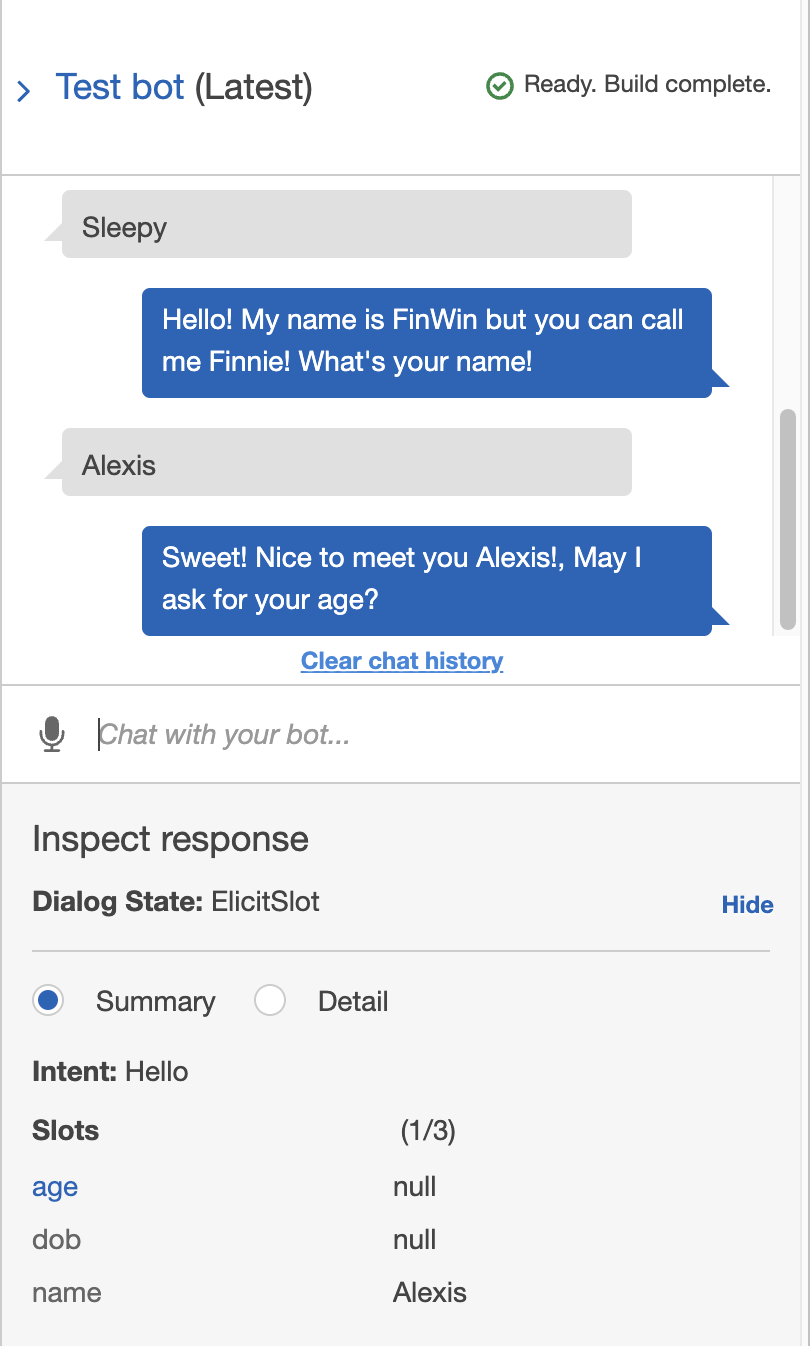 Test bot (Latest)
Ready. Build complete.
Sleepy
Hello! My name is FinWin but you can call
me Finnie! What's your name!
Alexis
Sweet! Nice to meet you Alexis!, May I
ask for your age?
Clear chat history
Chat with your bot...
Inspect response
Dialog State: ElicitSlot
Hide
Summary
Detail
Intent: Hello
Slots (1/3)
age null
dob null
name Alexis